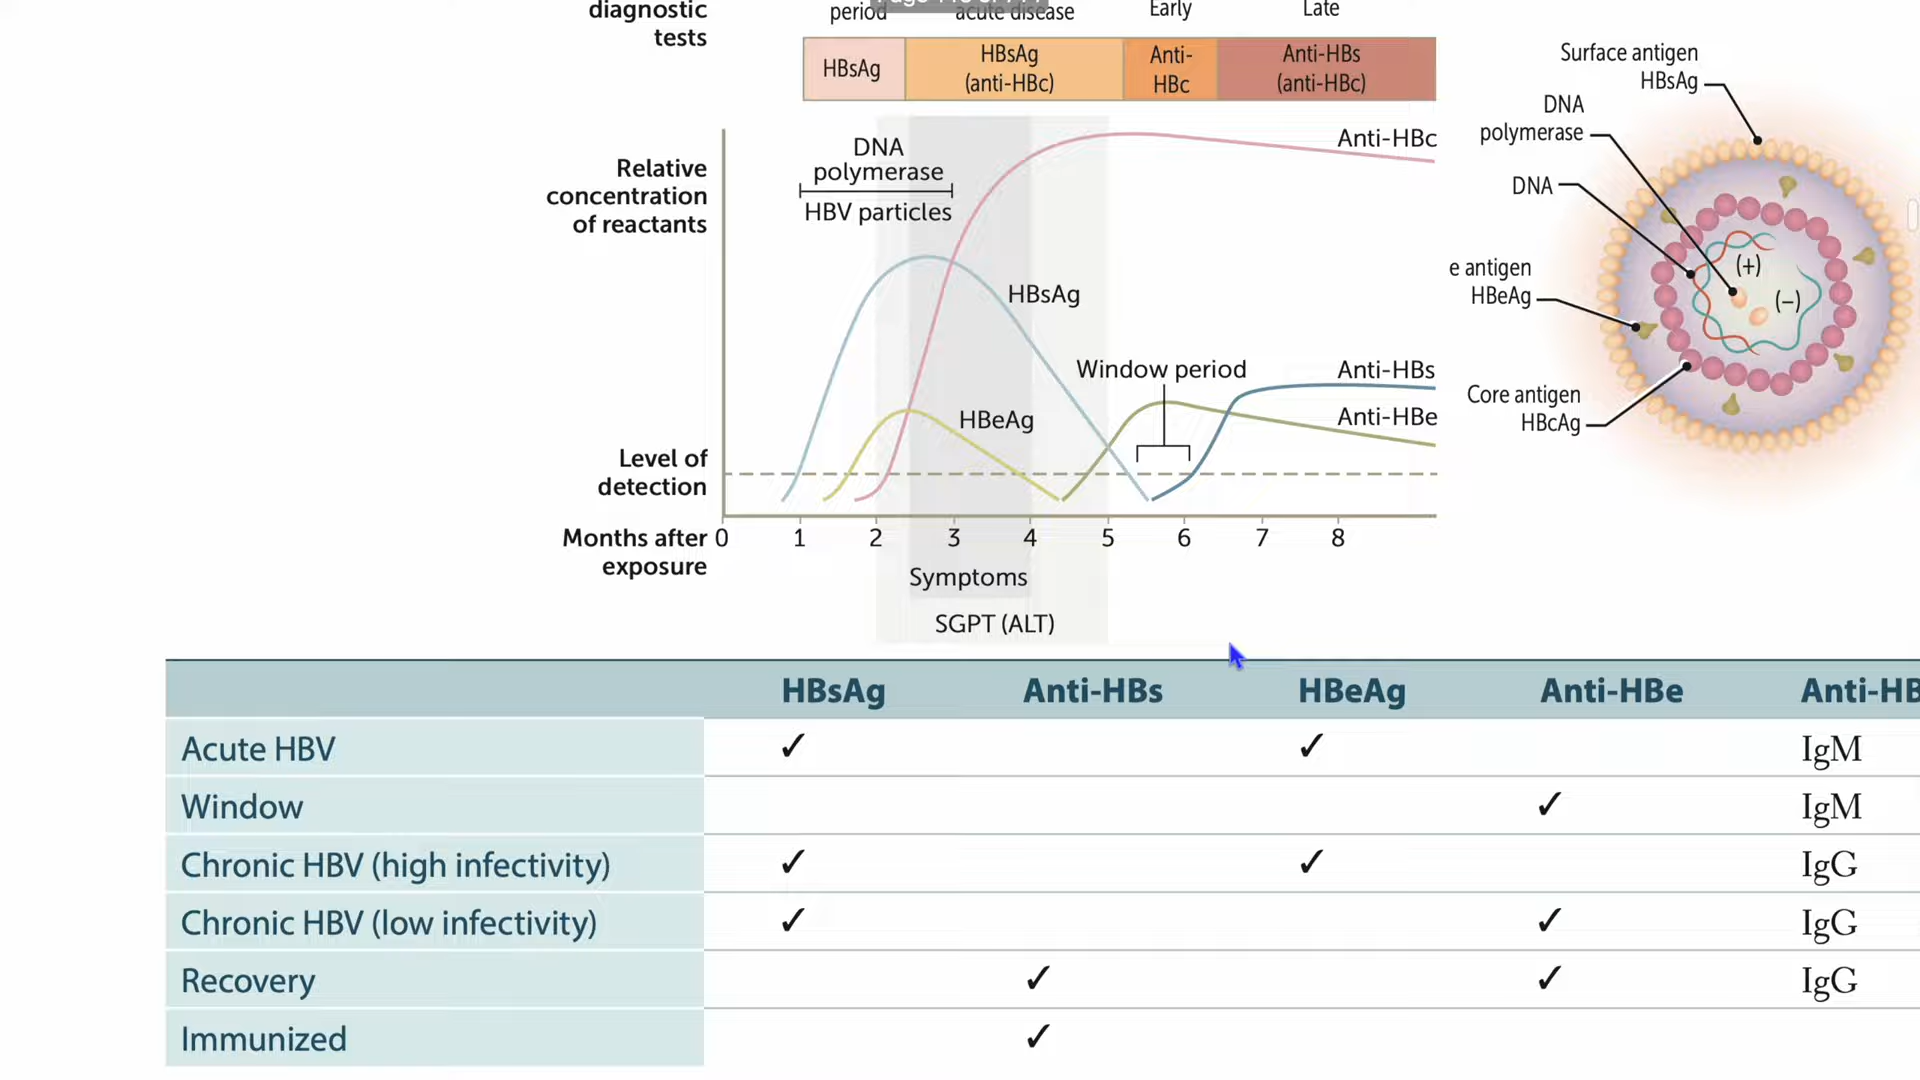 diagnostic
tests
period
acute disease
Early
Late
HBsAg
HBsAg
(anti-HBc)
Anti-
HBc
Anti-HBs
(anti-HBc)
Relative
concentration
of reactants
DNA
polymerase
HBV particles
Anti-HBc
HBsAg
Window period
HBeAg
Anti-HBs
Anti-HBe
Level of
detection
Months after
exposure
0 1 2 3 4 5 6 7 8
Symptoms
SGPT (ALT)
Surface antigen
HBsAg
DNA
polymerase
DNA
e antigen
HBeAg
Core antigen
HBcAg
(+)
(–)
HBsAg Anti-HBs HBeAg Anti-HBe Anti-HB
Acute HBV ✓ ✓ IgM
Window ✓ IgM
Chronic HBV (high infectivity) ✓ ✓ IgG
Chronic HBV (low infectivity) ✓ ✓ IgG
Recovery ✓ ✓ IgG
Immunized ✓